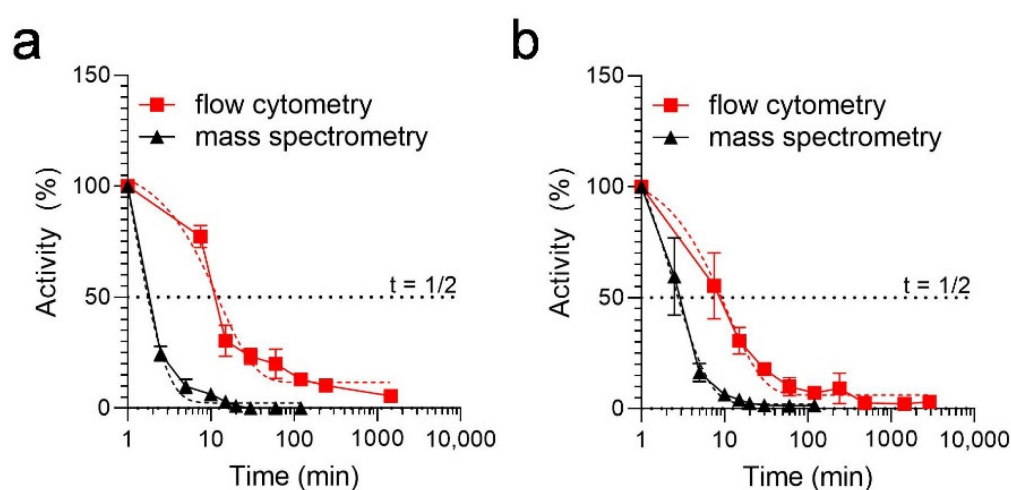 a
150
100
50
0
Activity (%)
flow cytometry
mass spectrometry
t = 1/2
1 10 100 1000 10,000
Time (min)
b
150
100
50
0
Activity (%)
flow cytometry
mass spectrometry
t = 1/2
1 10 100 1000 10,000
Time (min)